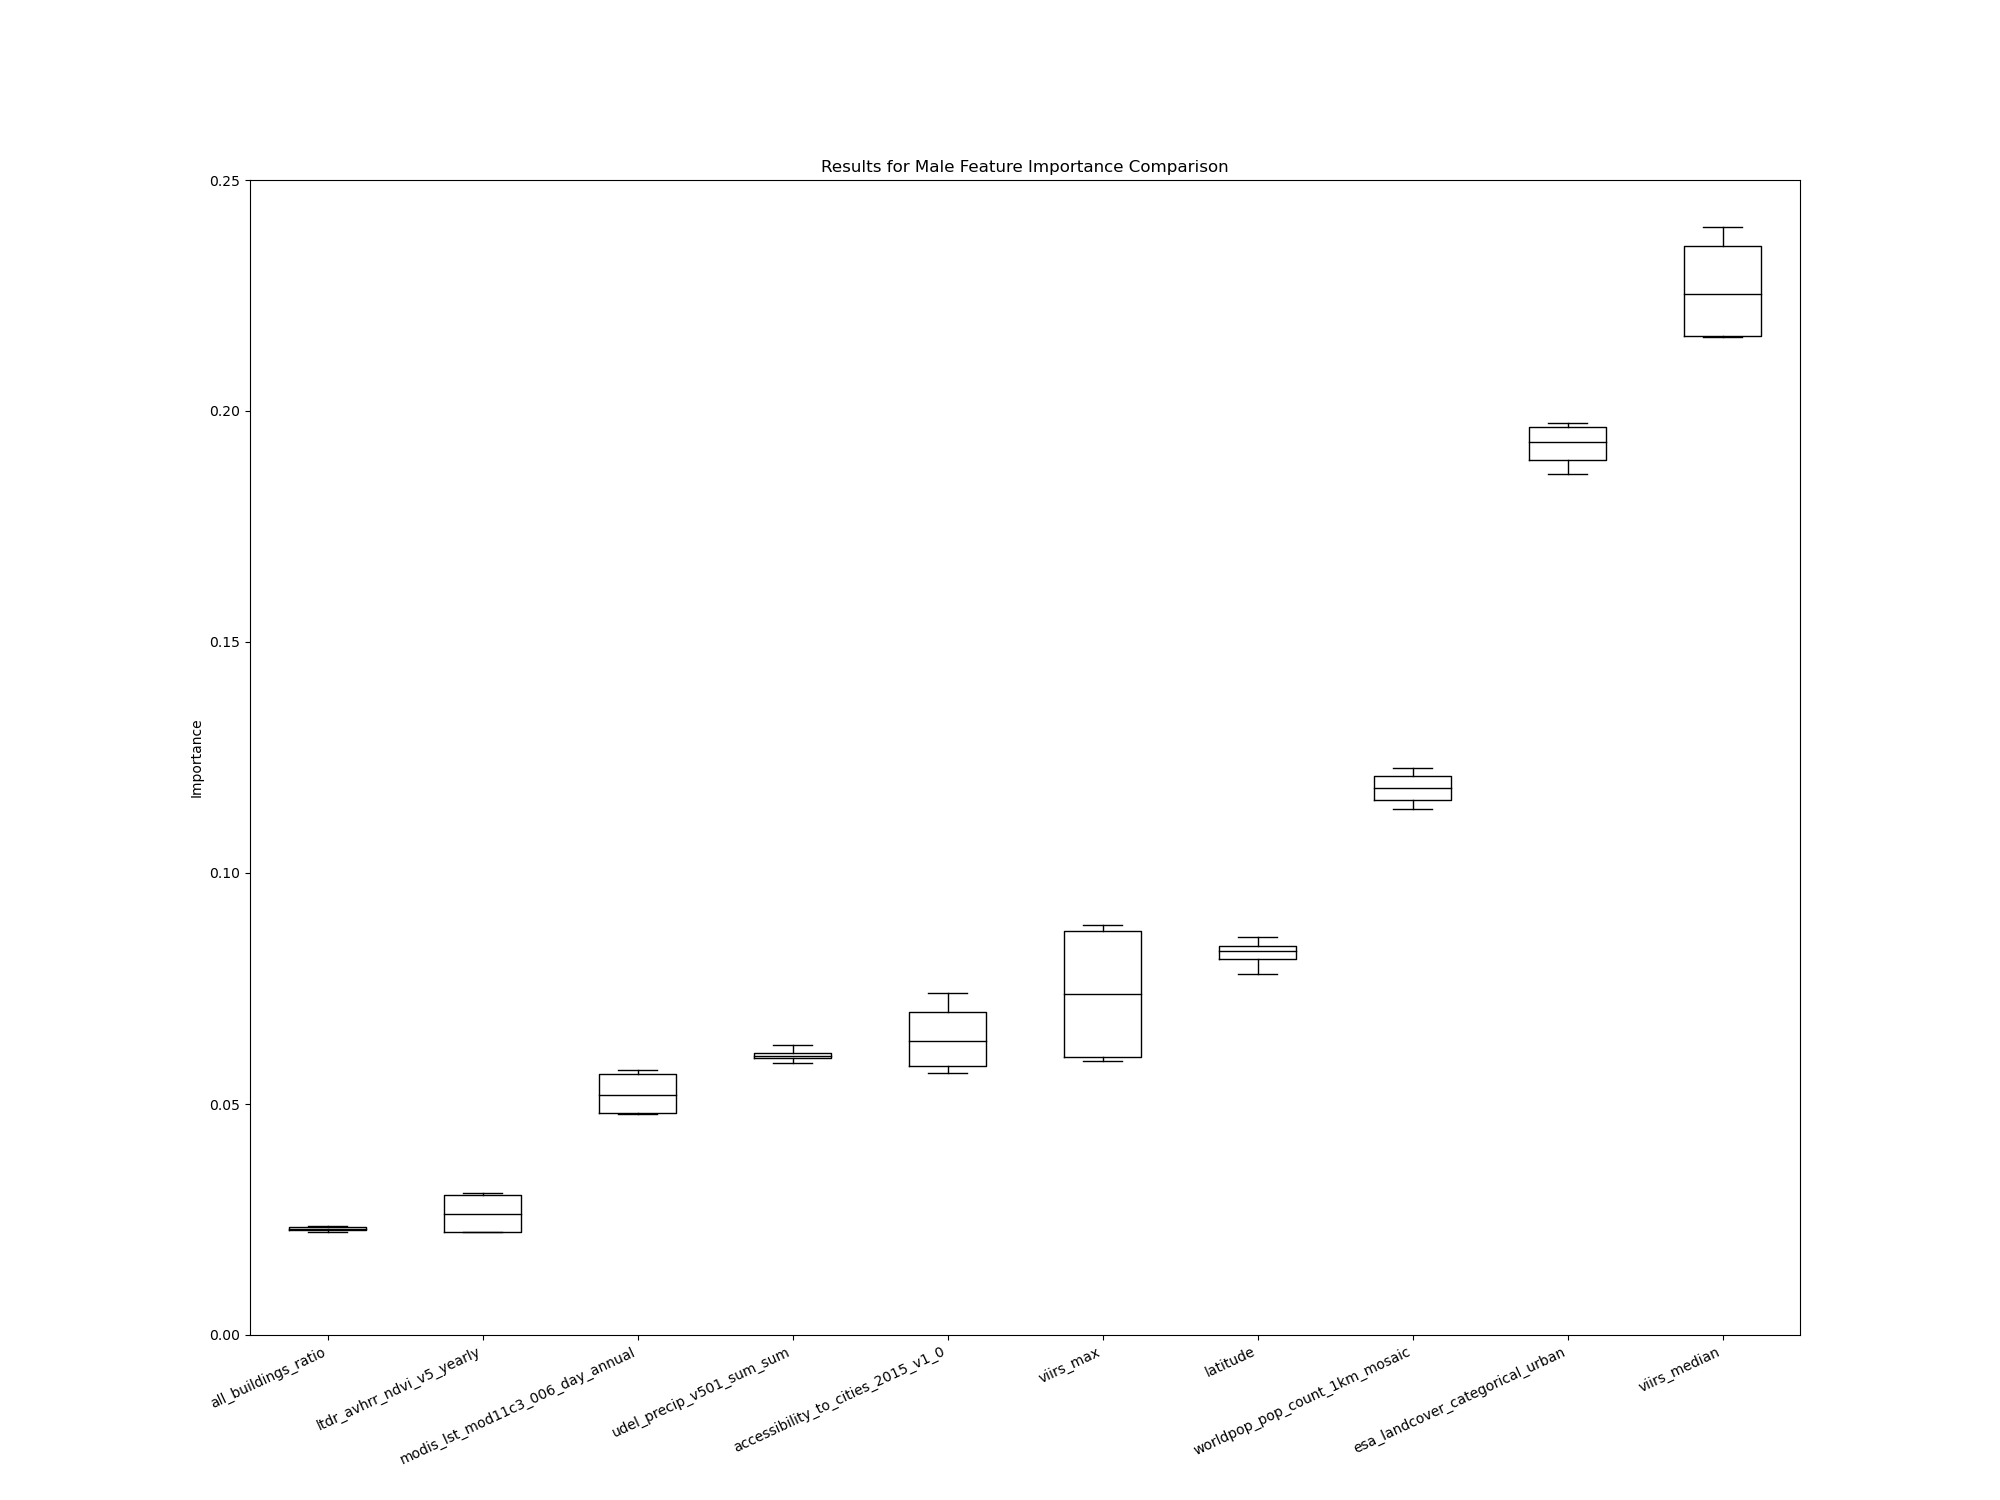 Results for Male Feature Importance Comparison
0.25
0.20
0.15
0.10
0.05
0.00
Importance
all_buildings_ratio
ltdr_avhrr_ndvi_v5_yearly
modis_lst_mod11c3_006_day_annual
udel_precip_v501_sum_sum
accessibility_to_cities_2015_v1_0
viirs_max
latitude
worldpop_pop_count_1km_mosaic
esa_landcover_categorical_urban
viirs_median